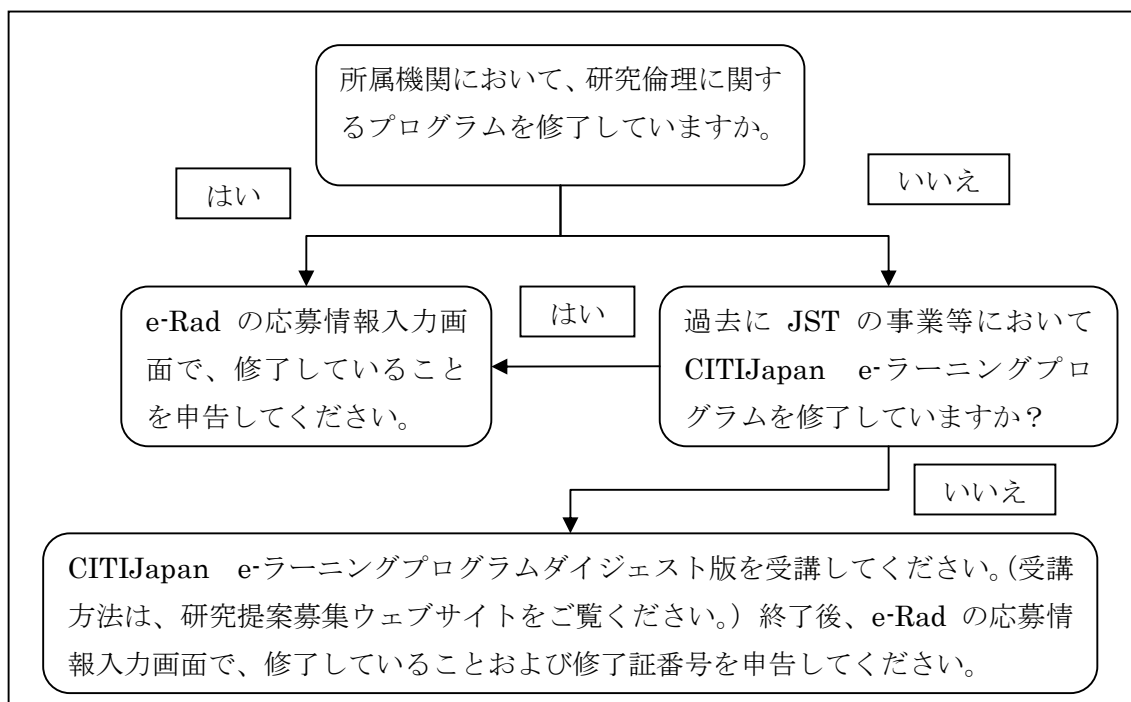 所属機関において、研究倫理に関す
るプログラムを修了していますか。
はい
いいえ
e-Rad の応募情報入力画
面で、修了していること
を申告してください。
はい
過去に JST の事業等において
CITIJapan e-ラーニングプロ
グラムを修了していますか？
いいえ
CITIJapan e-ラーニングプログラムダイジェスト版を受講してください。（受講
方法は、研究提案募集ウェブサイトをご覧ください。）終了後、e-Rad の応募情
報入力画面で、修了していることおよび修了証番号を申告してください。